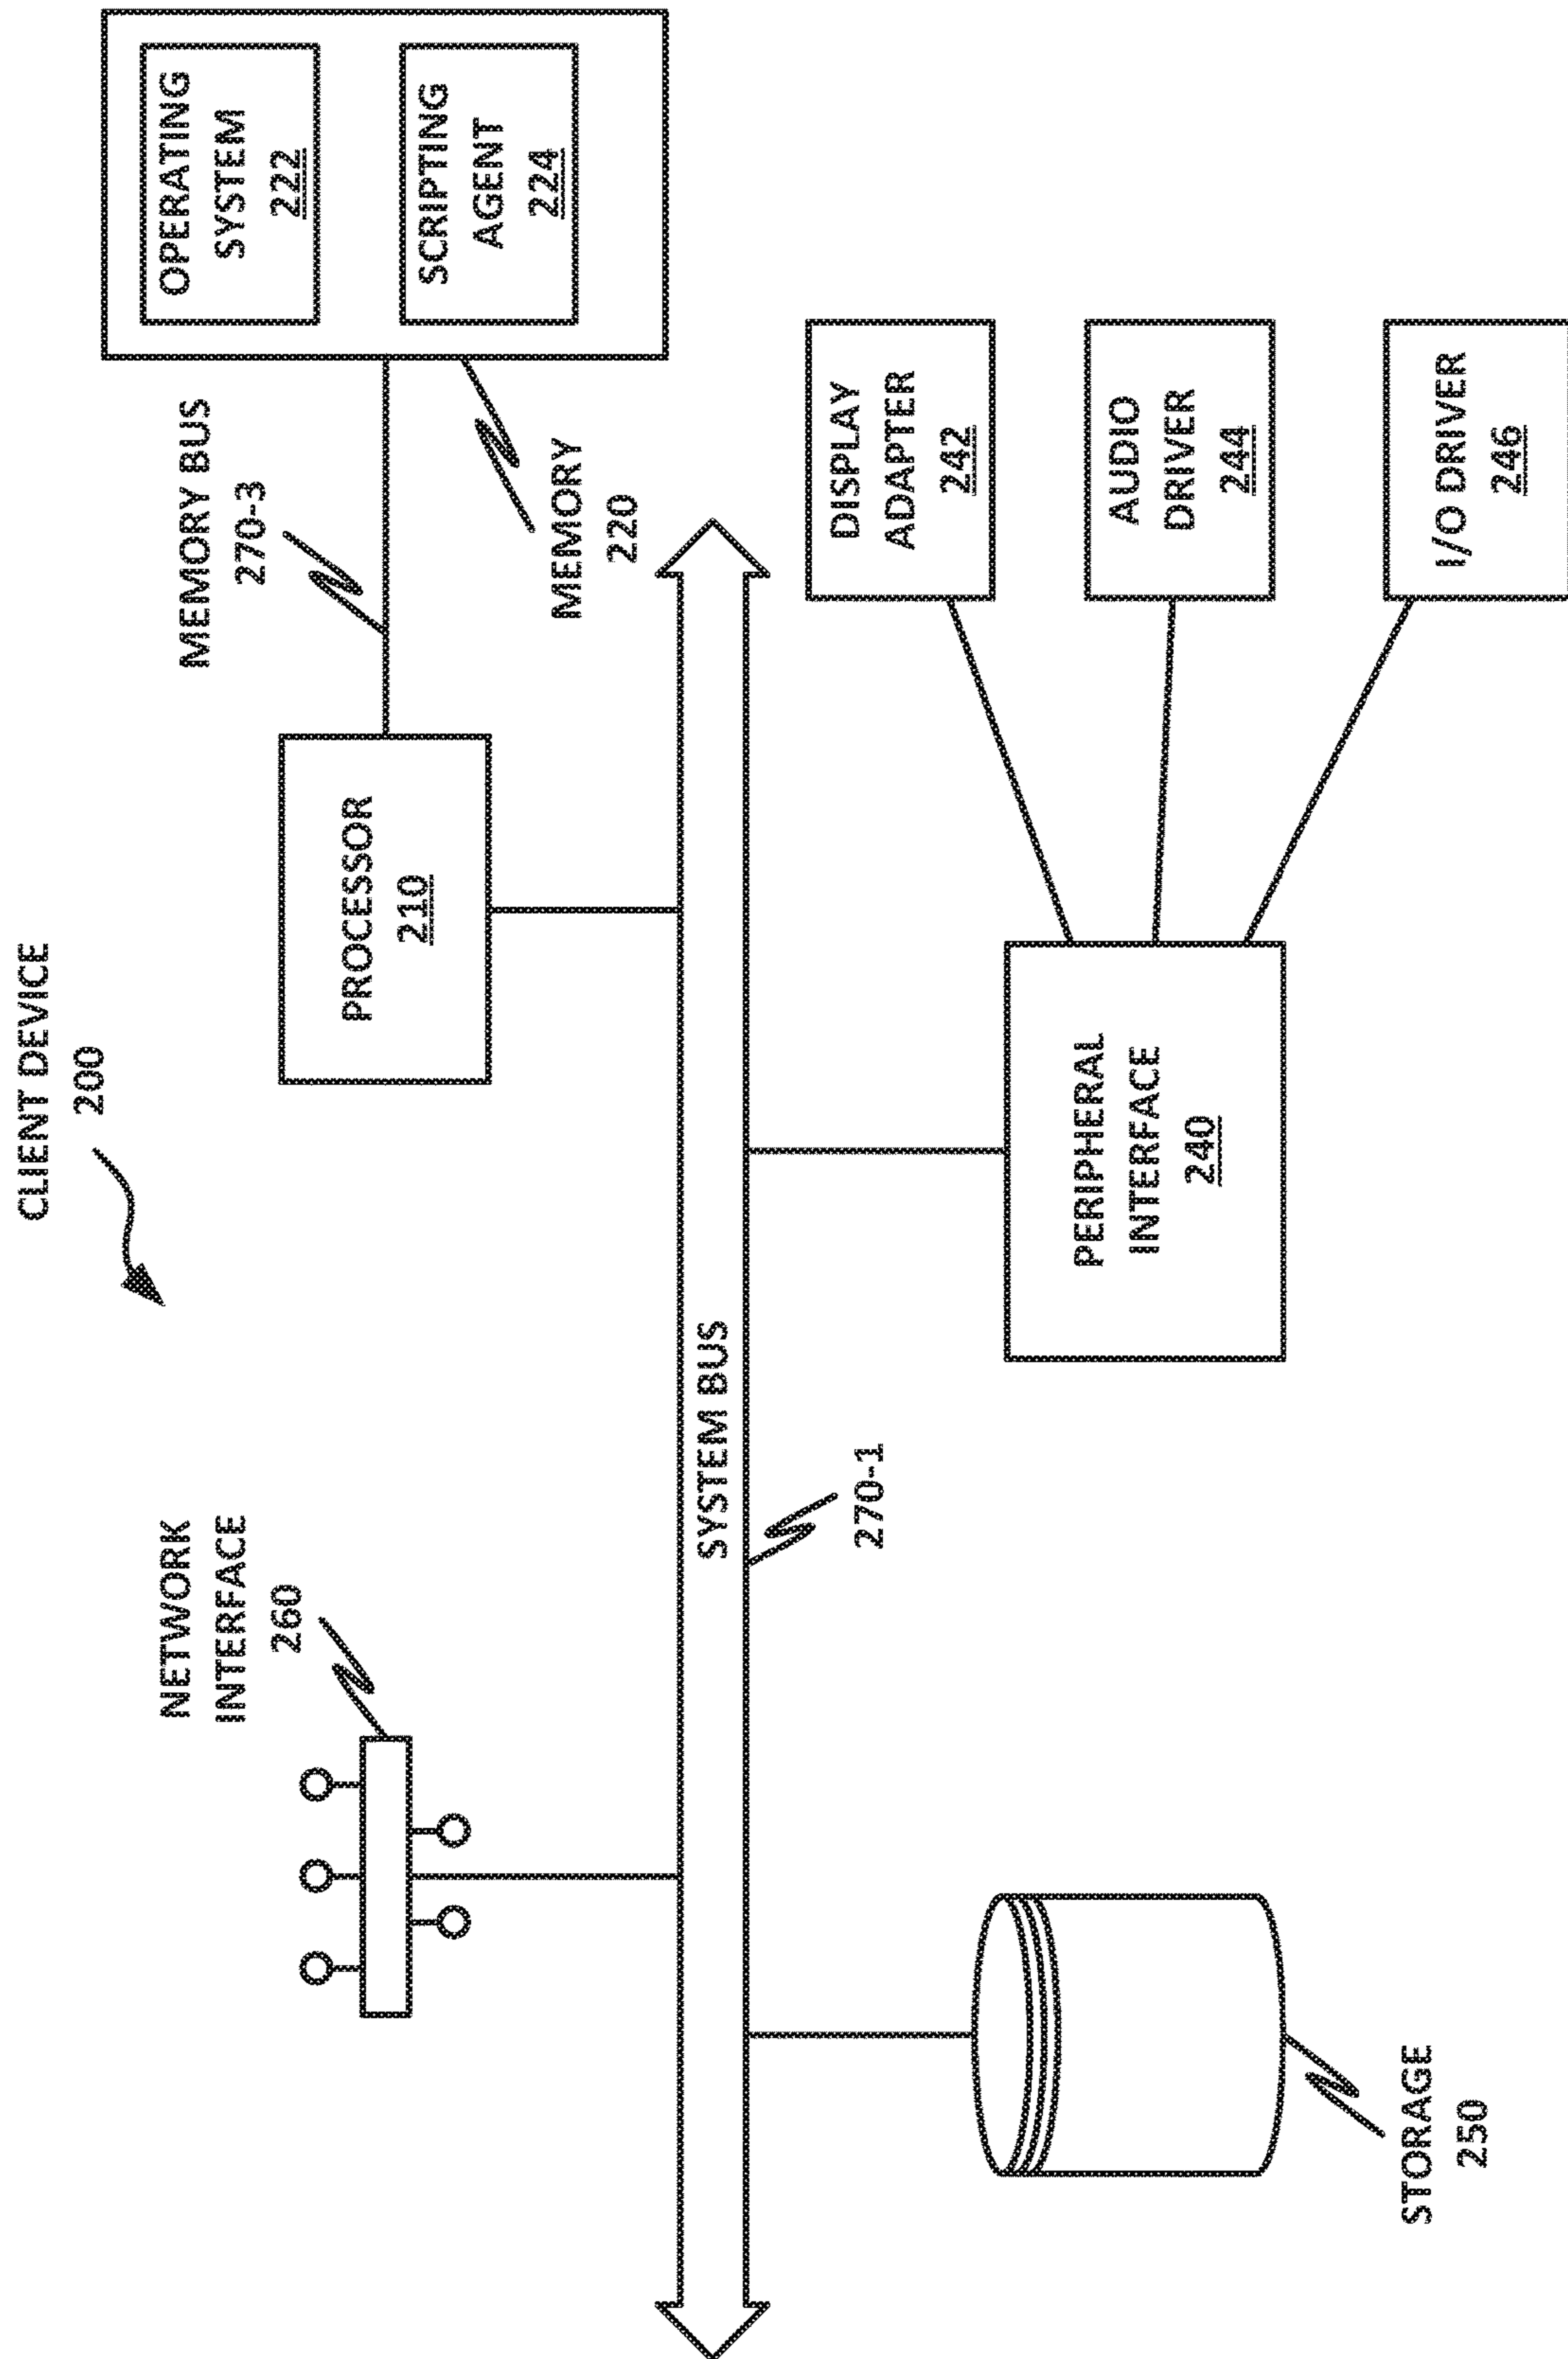 CLIENT DEVICE
200
NETWORK
INTERFACE
260
MEMORY BUS
270-3
OPERATING
SYSTEM
222
SCRIPTING
AGENT
224
PROCESSOR
210
MEMORY
220
SYSTEM BUS
270-1
DISPLAY
ADAPTER
242
AUDIO
DRIVER
244
I/O DRIVER
246
PERIPHERAL
INTERFACE
240
STORAGE
250